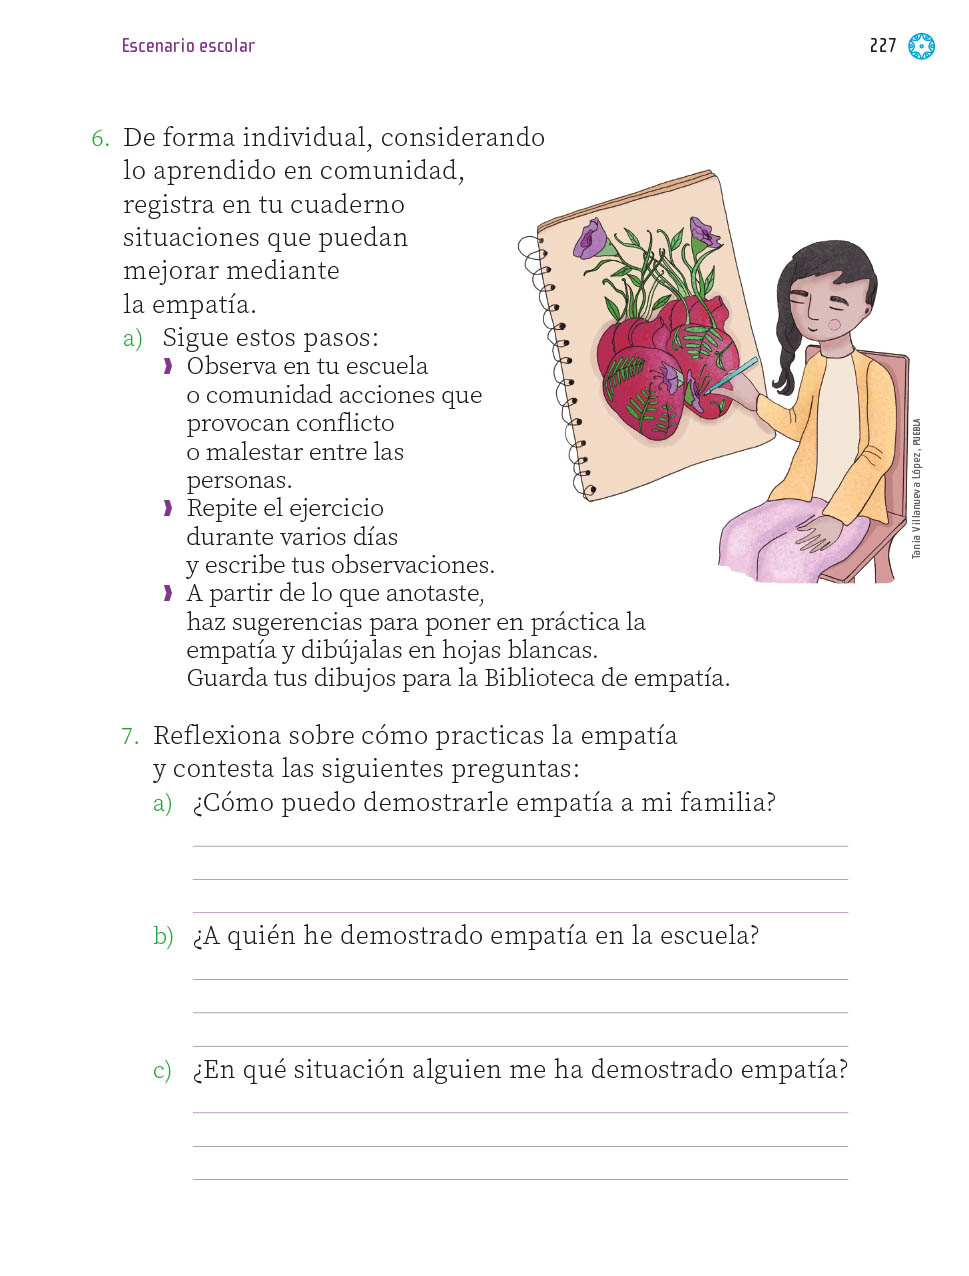 Escenario escolar
227
6. De forma individual, considerando
lo aprendido en comunidad,
registra en tu cuaderno
situaciones que puedan
mejorar mediante
la empatía.
a) Sigue estos pasos:
Observa en tu escuela
o comunidad acciones que
provocan conflicto
o malestar entre las
personas.
Repite el ejercicio
durante varios días
y escribe tus observaciones.
A partir de lo que anotaste,
haz sugerencias para poner en práctica la
empatía y dibújalas en hojas blancas.
Guarda tus dibujos para la Biblioteca de empatía.
Tania Villanueva López, PUEBLA
7. Reflexiona sobre cómo practicas la empatía
y contesta las siguientes preguntas:
a) ¿Cómo puedo demostrarle empatía a mi familia?
b) ¿A quién he demostrado empatía en la escuela?
c) ¿En qué situación alguien me ha demostrado empatía?